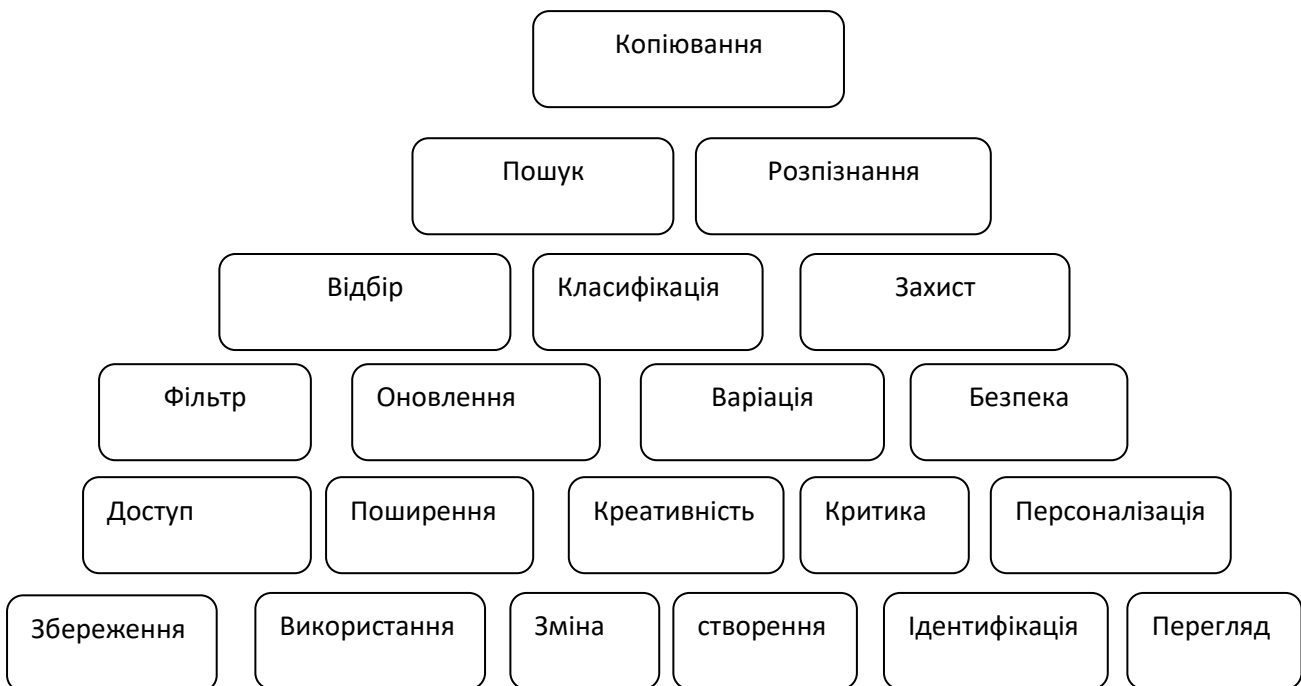 Копіювання
Пошук Розпізнання
Відбір Класифікація Захист
Фільтр Оновлення Варіація Безпека
Доступ Поширення Креативність Критика Персоналізація
Збереження Використання Зміна створення Ідентифікація Перегляд